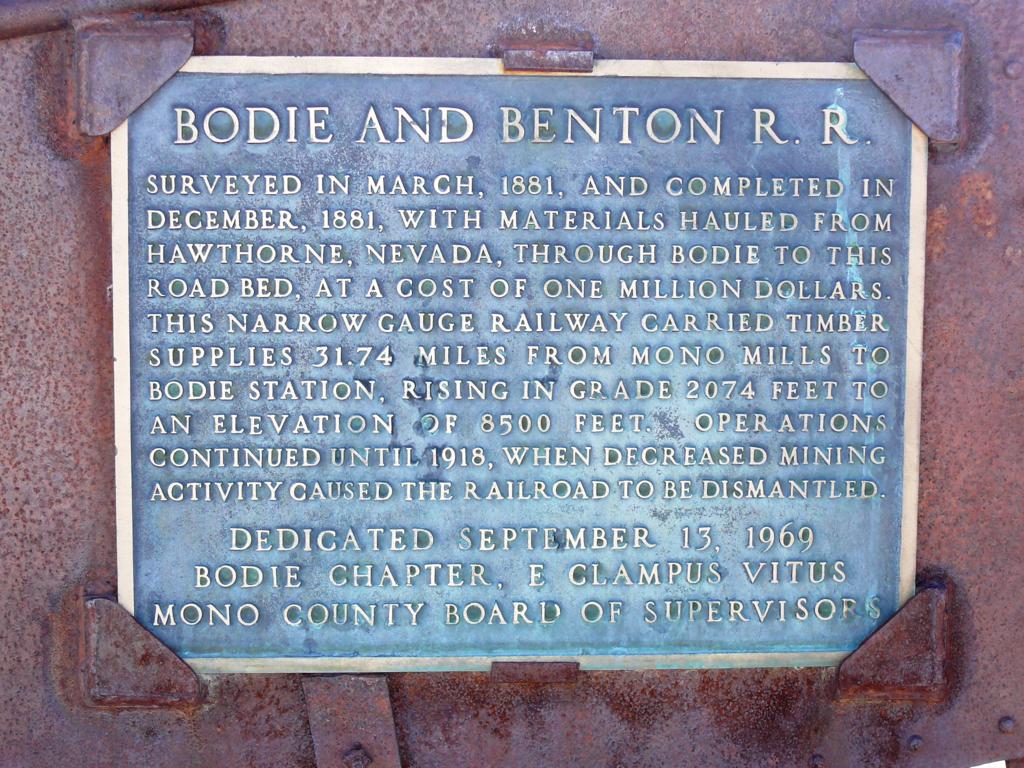 BODIE AND BENTON R. R.
SURVEYED IN MARCH, 1881, AND COMPLETED IN
DECEMBER, 1881, WITH MATERIALS HAULED FROM
HAWTHORNE, NEVADA, THROUGH BODIE TO THIS
ROAD BED, AT A COST OF ONE MILLION DOLLARS.
THIS NARROW GAUGE RAILWAY CARRIED TIMBER
SUPPLIES 31.74 MILES FROM MONO MILLS TO
BODIE STATION, RISING IN GRADE 2074 FEET TO
AN ELEVATION OF 8500 FEET. OPERATIONS
CONTINUED UNTIL 1918, WHEN DECREASED MINING
ACTIVITY CAUSED THE RAILROAD TO BE DISMANTLED.
DEDICATED SEPTEMBER 13, 1969
BODIE CHAPTER, E CLAMPUS VITUS
MONO COUNTY BOARD OF SUPERVISORS